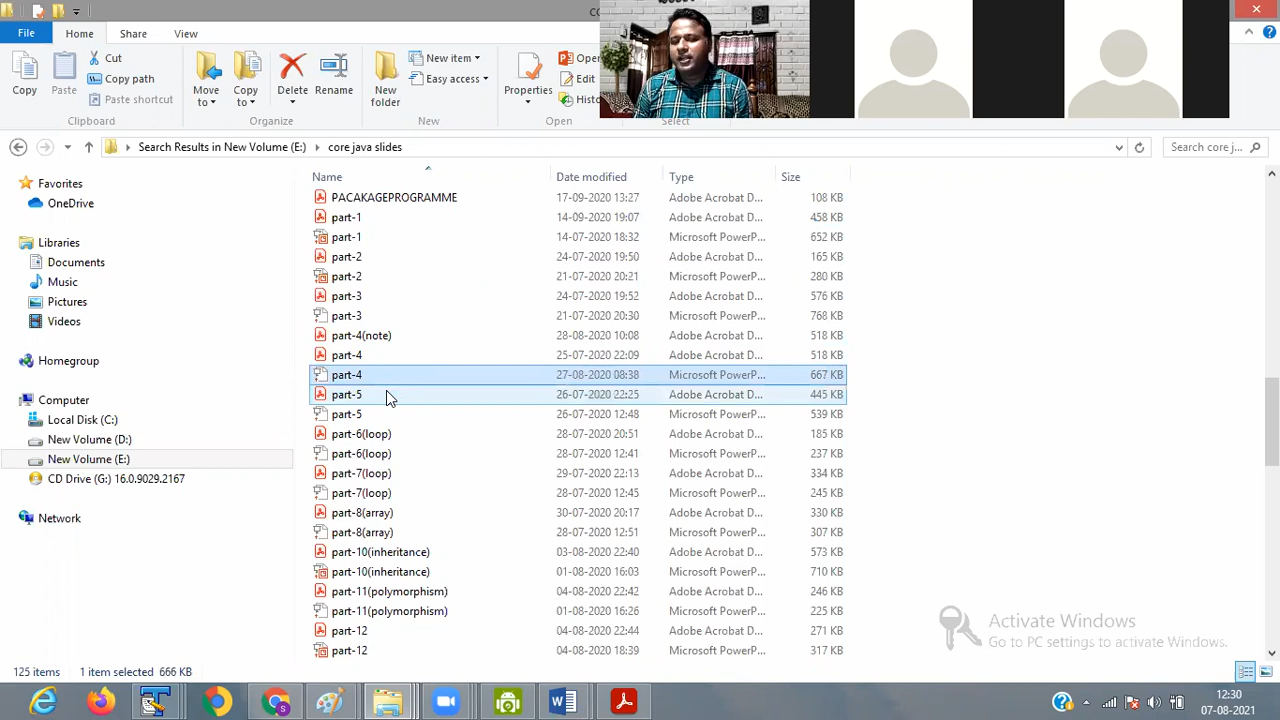 CO
File Home Share View
Cut
Copy path
Paste shortcut
Copy
Clipboard
Move to
Copy to
Delete
Rename
Organize
New folder
New item
Easy access
New
Properties
Open
Edit
Histo
Open
Select
Search Results in New Volume (E:) core java slides
Search core j...
Name Date modified Type Size
PACAKAGEPROGRAMME 17-09-2020 13:27 Adobe Acrobat D... 108 KB
part-1 14-09-2020 19:07 Adobe Acrobat D... 458 KB
part-1 14-07-2020 18:32 Microsoft PowerP... 652 KB
part-2 24-07-2020 19:50 Adobe Acrobat D... 165 KB
part-2 21-07-2020 20:21 Microsoft PowerP... 280 KB
part-3 24-07-2020 19:52 Adobe Acrobat D... 576 KB
part-3 21-07-2020 20:30 Microsoft PowerP... 768 KB
part-4(note) 28-08-2020 10:08 Adobe Acrobat D... 518 KB
part-4 25-07-2020 22:09 Adobe Acrobat D... 518 KB
part-4 27-08-2020 08:38 Microsoft PowerP... 667 KB
part-5 26-07-2020 22:25 Adobe Acrobat D... 445 KB
part-5 26-07-2020 12:48 Microsoft PowerP... 539 KB
part-6(loop) 28-07-2020 20:51 Adobe Acrobat D... 185 KB
part-6(loop) 28-07-2020 12:41 Microsoft PowerP... 237 KB
part-7(loop) 29-07-2020 22:13 Adobe Acrobat D... 334 KB
part-7(loop) 28-07-2020 12:45 Microsoft PowerP... 245 KB
part-8(array) 30-07-2020 20:17 Adobe Acrobat D... 330 KB
part-8(array) 28-07-2020 12:51 Microsoft PowerP... 307 KB
part-10(inheritance) 03-08-2020 22:40 Adobe Acrobat D... 573 KB
part-10(inheritance) 01-08-2020 16:03 Microsoft PowerP... 710 KB
part-11(polymorphism) 04-08-2020 22:42 Adobe Acrobat D... 246 KB
part-11(polymorphism) 01-08-2020 16:26 Microsoft PowerP... 225 KB
part-12 04-08-2020 22:44 Adobe Acrobat D... 271 KB
part-12 04-08-2020 18:39 Microsoft PowerP... 317 KB
Favorites
OneDrive
Libraries
Documents
Music
Pictures
Videos
Homegroup
Computer
Local Disk (C:)
New Volume (D:)
New Volume (E:)
CD Drive (G:) 16.0.9029.2167
Network
Activate Windows
Go to PC settings to activate Windows.
125 items 1 item selected 666 KB
12:30
07-08-2021